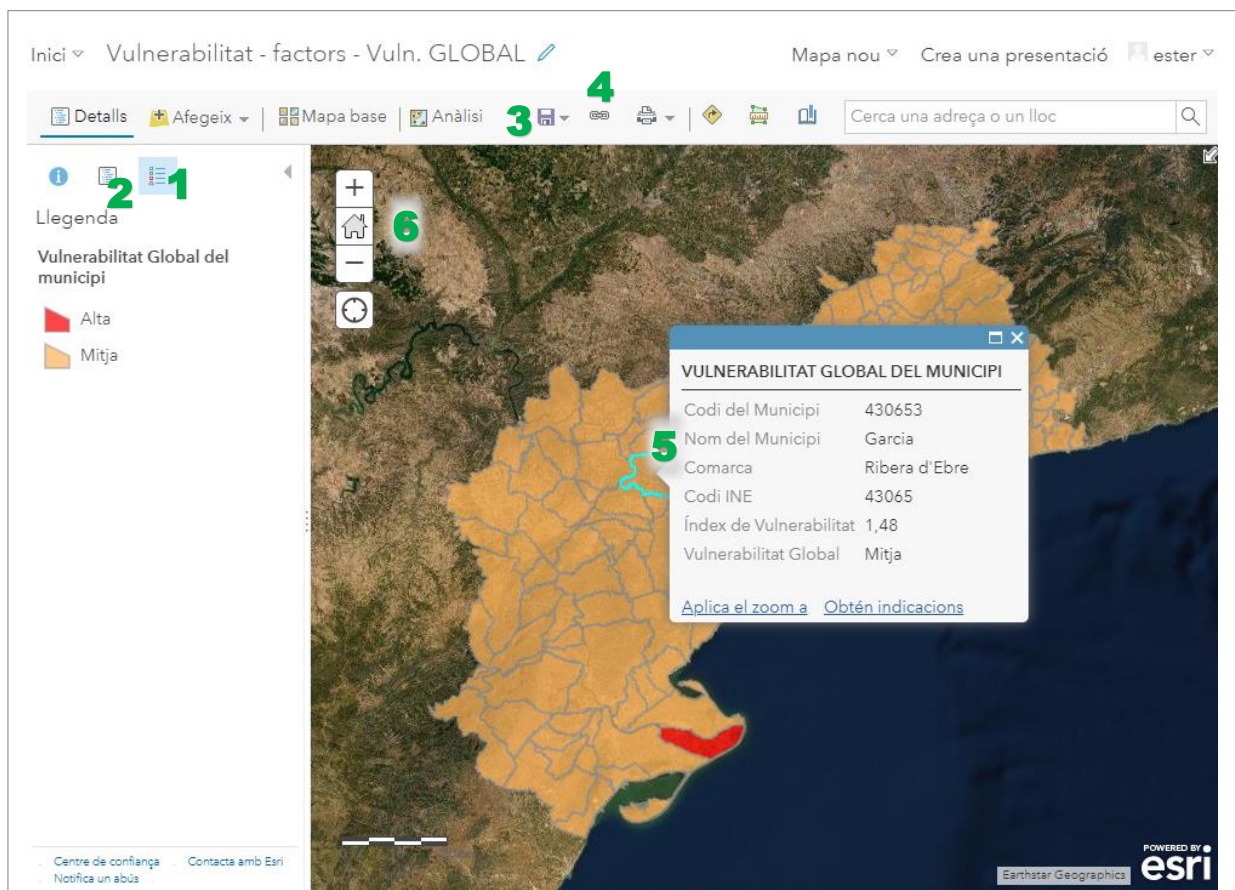 Inici Vulnerabilitat - factors - Vuln. GLOBAL Mapa nou Crea una presentació ester
4
Detalls Afegeix Mapa base Anàlisi 3 Cerca una adreça o un lloc
2 1
6
Llegenda
Vulnerabilitat Global del
municipi
Alta
Mitja
VULNERABILITAT GLOBAL DEL MUNICIPI
Codi del Municipi 430653
5
Nom del Municipi Garcia
Comarca Ribera d'Ebre
Codi INE 43065
Índex de Vulnerabilitat 1,48
Vulnerabilitat Global Mitja
Aplica el zoom a Obtén indicacions
Centre de confiança Contacta amb Esri
Notifica un abús
Earthstar Geographics
POWERED BY
esri